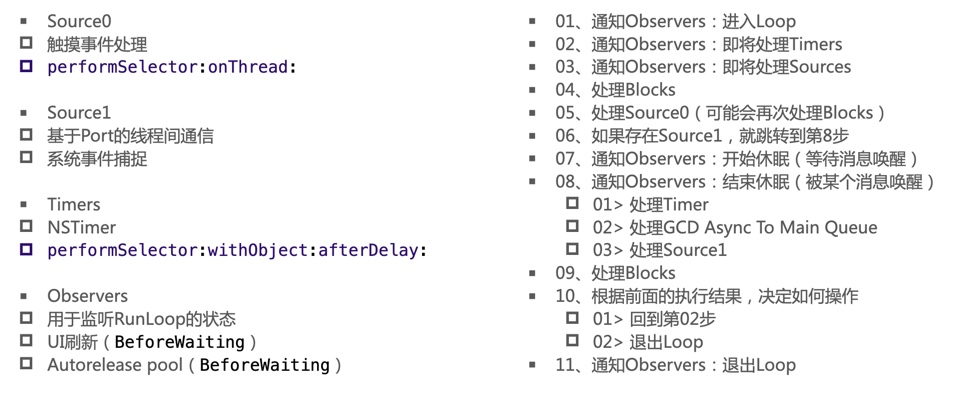 Source0
触摸事件处理
performSelector:onThread:
Source1
基于Port的线程间通信
系统事件捕捉
Timers
NSTimer
performSelector:withObject:afterDelay:
Observers
用于监听RunLoop的状态
UI刷新（BeforeWaiting）
Autorelease pool（BeforeWaiting）
01、通知Observers：进入Loop
02、通知Observers：即将处理Timers
03、通知Observers：即将处理Sources
04、处理Blocks
05、处理Source0（可能会再次处理Blocks）
06、如果存在Source1，就跳转到第8步
07、通知Observers：开始休眠（等待消息唤醒）
08、通知Observers：结束休眠（被某个消息唤醒）
01> 处理Timer
02> 处理GCD Async To Main Queue
03> 处理Source1
09、处理Blocks
10、根据前面的执行结果，决定如何操作
01> 回到第02步
02> 退出Loop
11、通知Observers：退出Loop